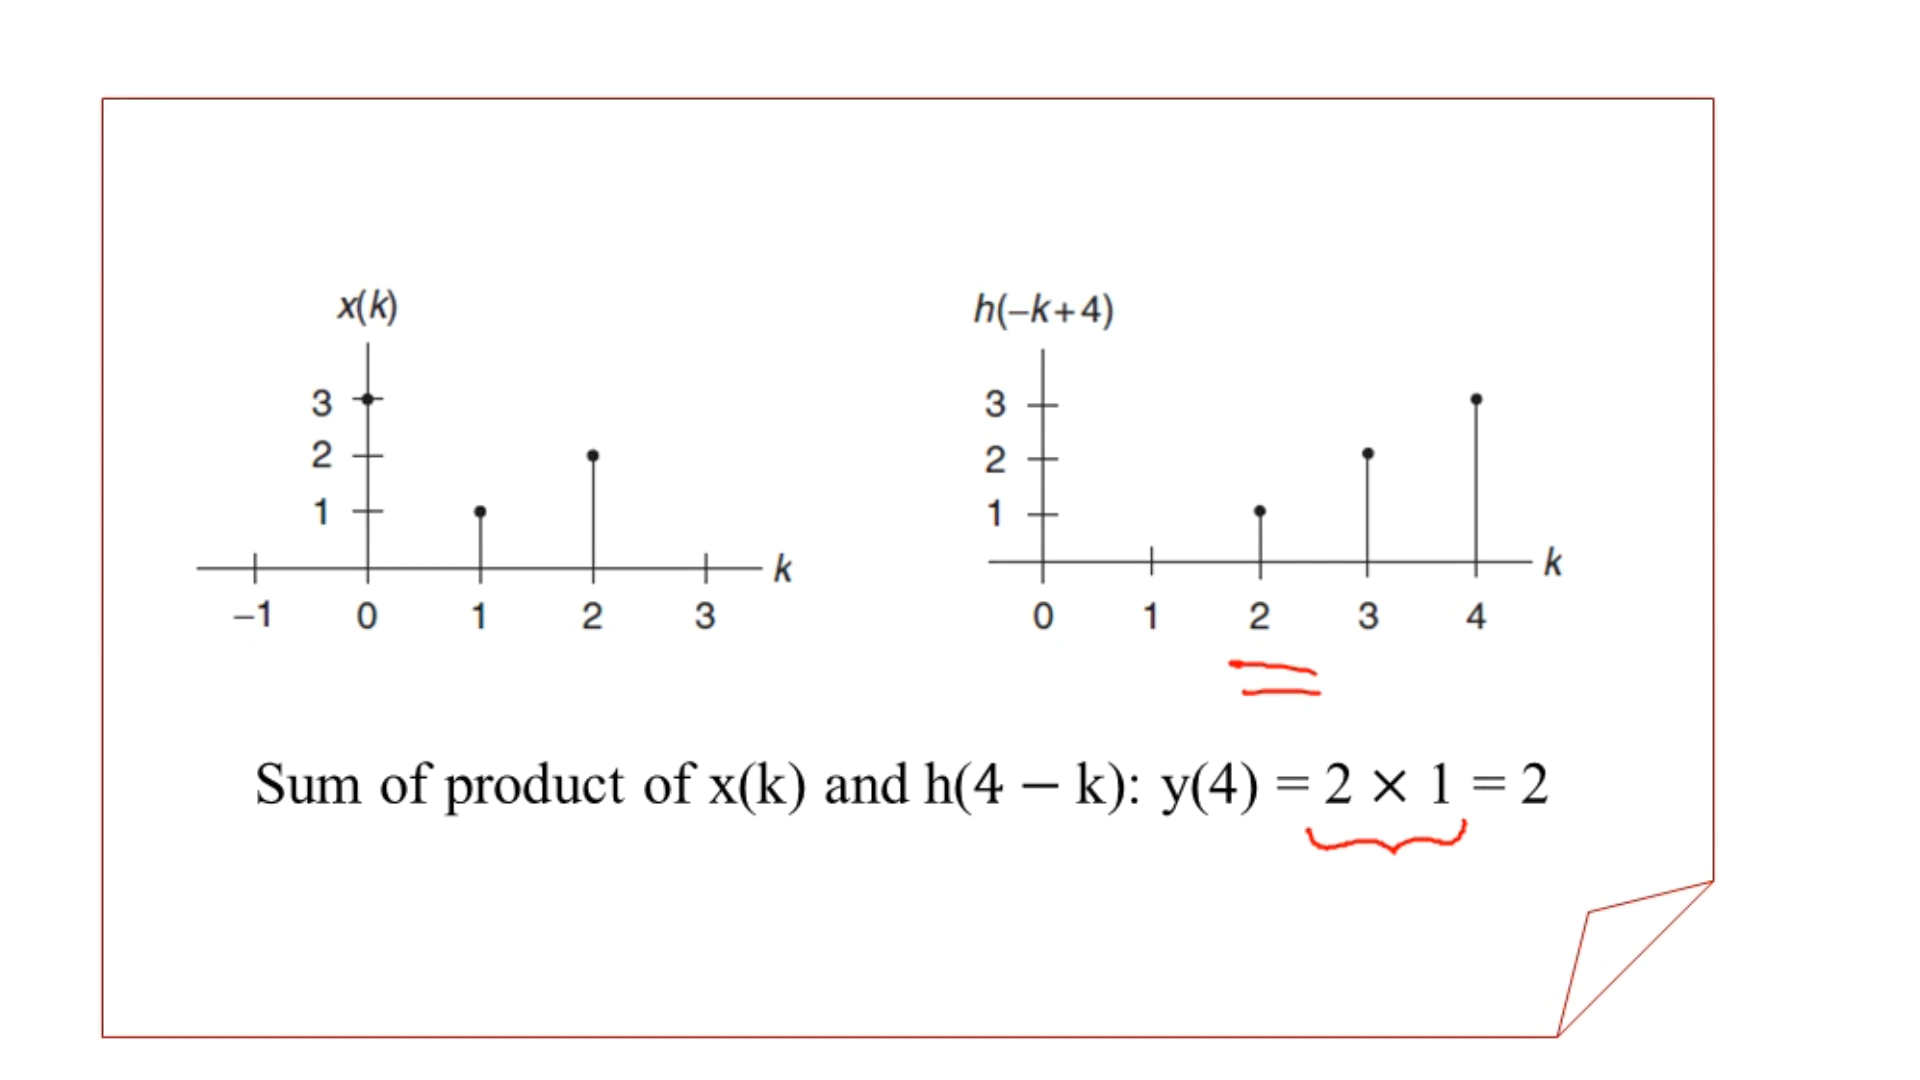 x(k)
3
2
1
k
–1 0 1 2 3
h(–k+4)
3
2
1
k
0 1 2 3 4
Sum of product of x(k) and h(4 − k): y(4) = 2 × 1 = 2